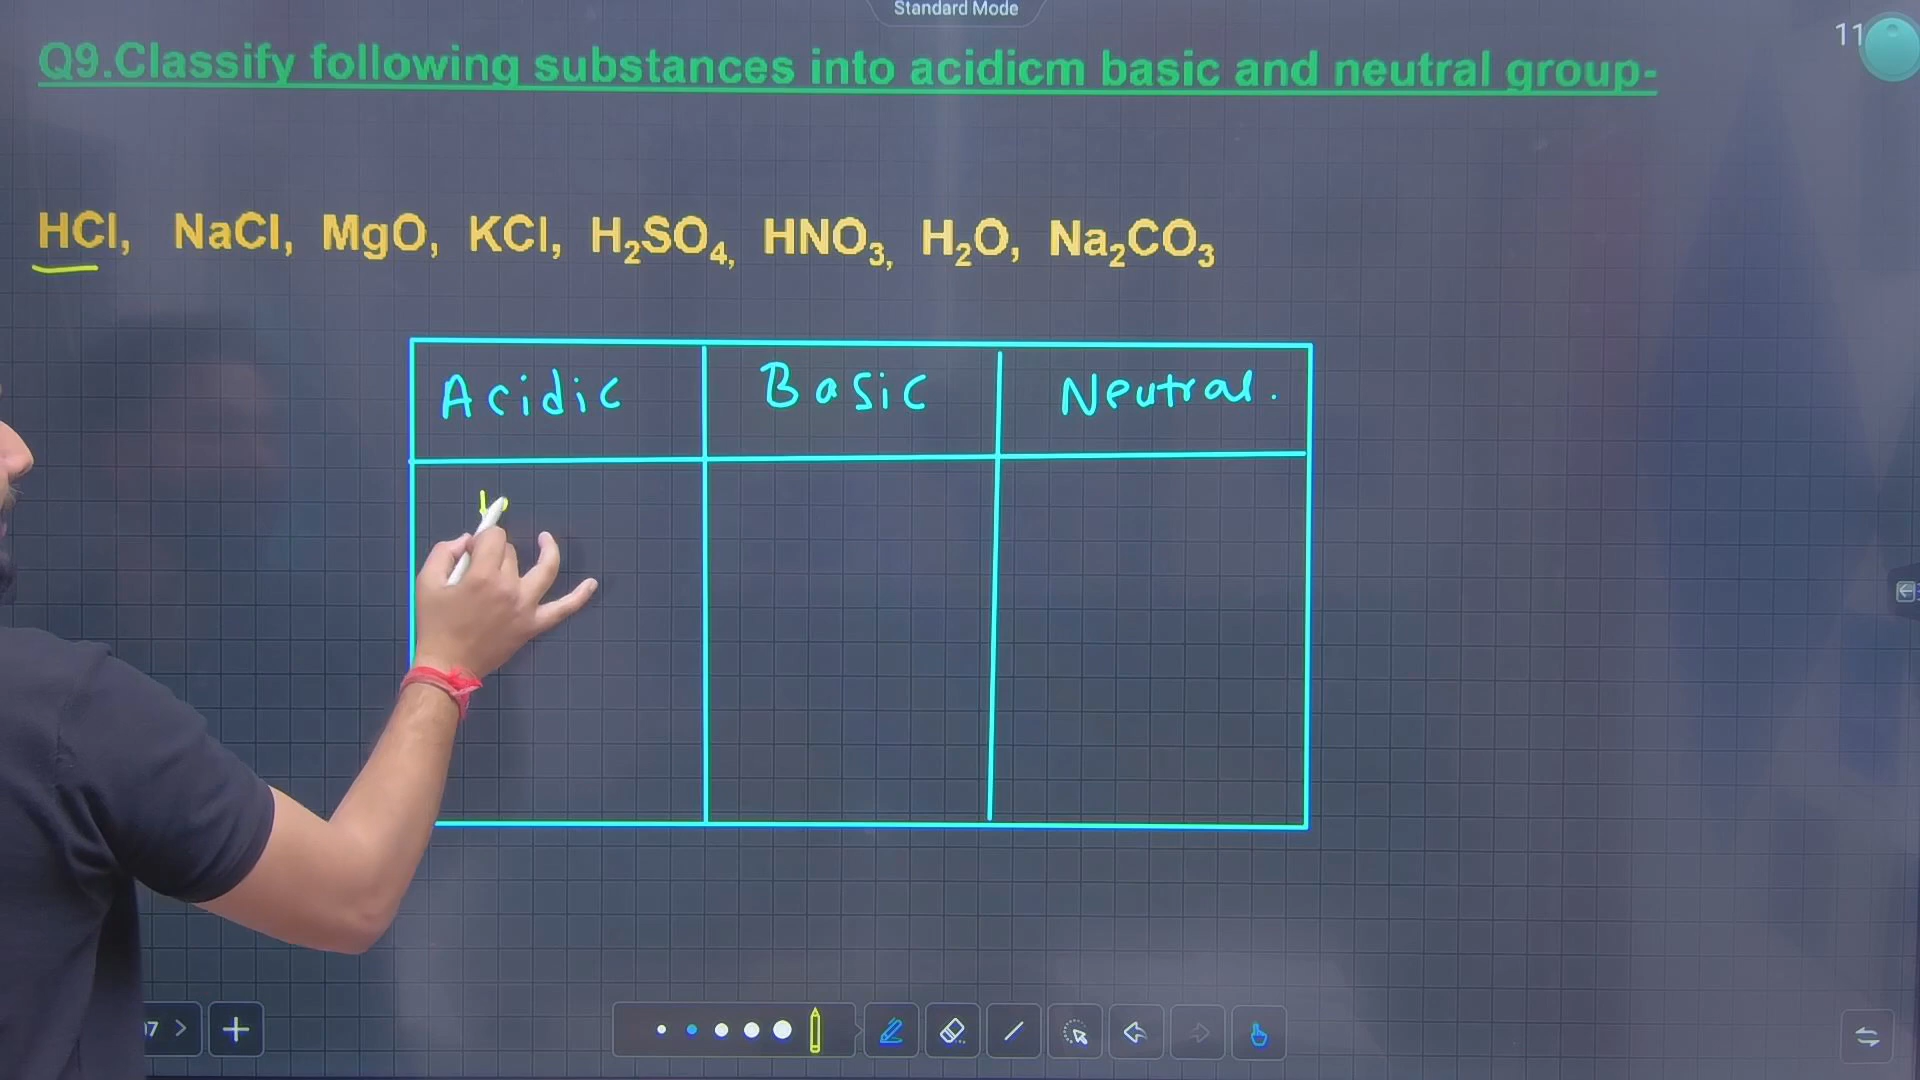 Standard Mode
11
Q9.Classify following substances into acidicm basic and neutral group-
HCl, NaCl, MgO, KCl, H₂SO₄, HNO₃, H₂O, Na₂CO₃
Acidic Basic Neutral.